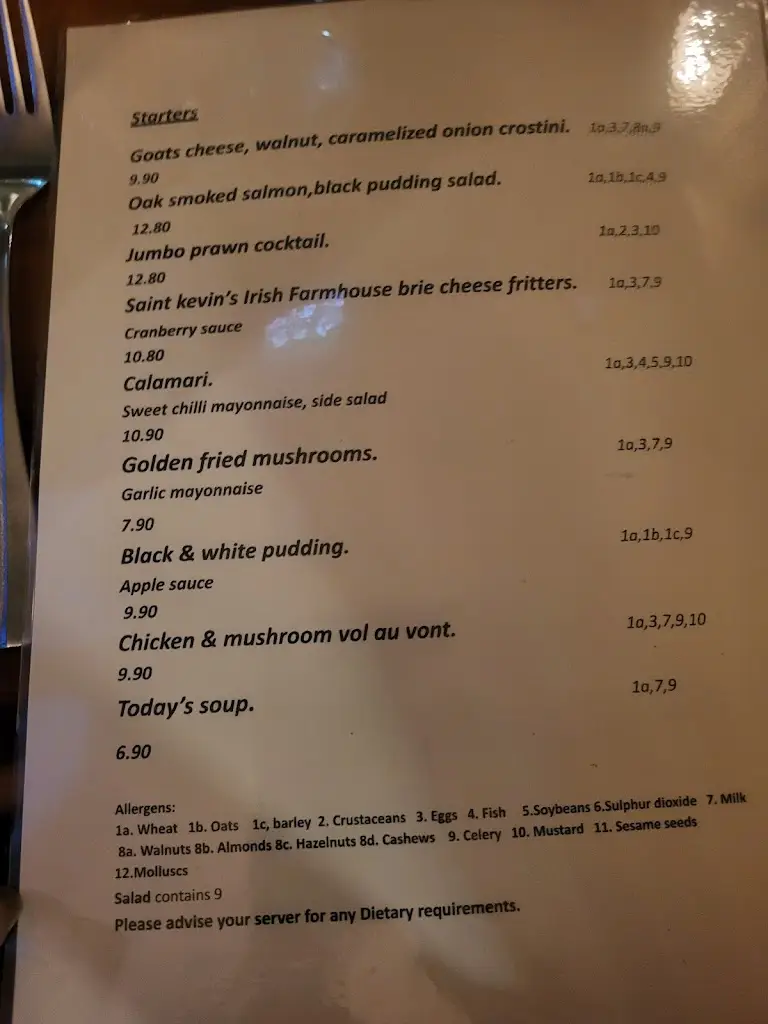 Starters
Goats cheese, walnut, caramelized onion crostini. 1a,3,7,8a,9
9.90
Oak smoked salmon,black pudding salad. 1a,1b,1c,4,9
12.80
Jumbo prawn cocktail. 1a,2,3,10
12.80
Saint kevin's Irish Farmhouse brie cheese fritters. 1a,3,7,9
Cranberry sauce
10.80
Calamari. 1a,3,4,5,9,10
Sweet chilli mayonnaise, side salad
10.90
Golden fried mushrooms. 1a,3,7,9
Garlic mayonnaise
7.90
Black & white pudding. 1a,1b,1c,9
Apple sauce
9.90
Chicken & mushroom vol au vont. 1a,3,7,9,10
9.90
Today's soup. 1a,7,9
6.90
Allergens:
1a. Wheat 1b. Oats 1c, barley 2. Crustaceans 3. Eggs 4. Fish 5.Soybeans 6.Sulphur dioxide 7. Milk
8a. Walnuts 8b. Almonds 8c. Hazelnuts 8d. Cashews 9. Celery 10. Mustard 11. Sesame seeds
12.Molluscs
Salad contains 9
Please advise your server for any Dietary requirements.